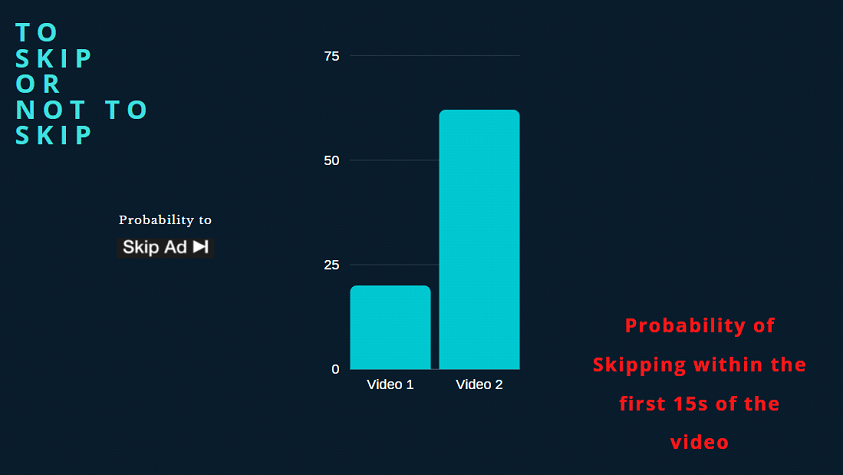 TO
SKIP
OR
NOT TO
SKIP
Probability to
Skip Ad
75
50
25
0
Video 1
Video 2
Probability of
Skipping within the
first 15s of the
video